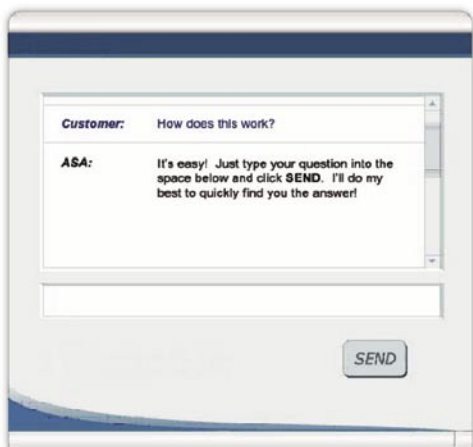 Customer: How does this work?
ASA: It's easy! Just type your question into the
space below and click SEND. I'll do my
best to quickly find you the answer!
SEND